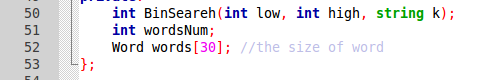 50 int BinSeareh(int low, int high, string k);
51 int wordsNum;
52 Word words[30]; //the size of word
53 };